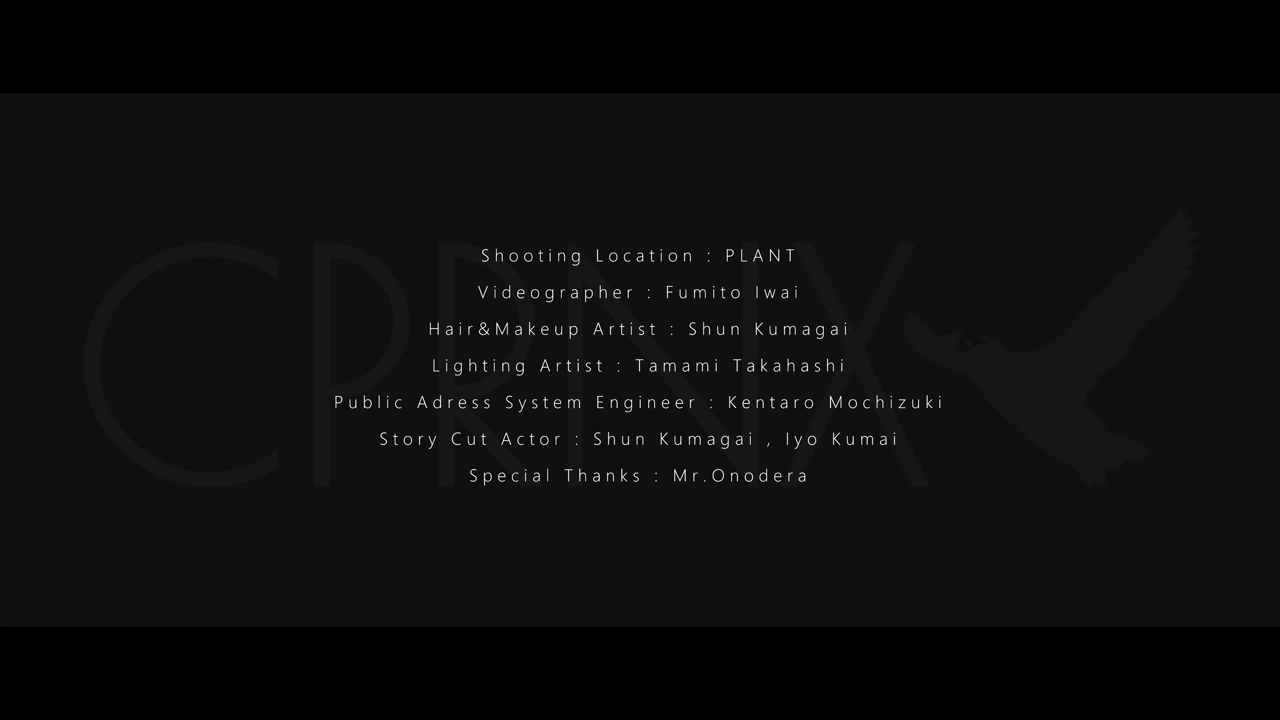 CPRNX
Shooting Location : PLANT
Videographer : Fumito Iwai
Hair&Makeup Artist : Shun Kumagai
Lighting Artist : Tamami Takahashi
Public Adress System Engineer : Kentaro Mochizuki
Story Cut Actor : Shun Kumagai , Iyo Kumai
Special Thanks : Mr.Onodera